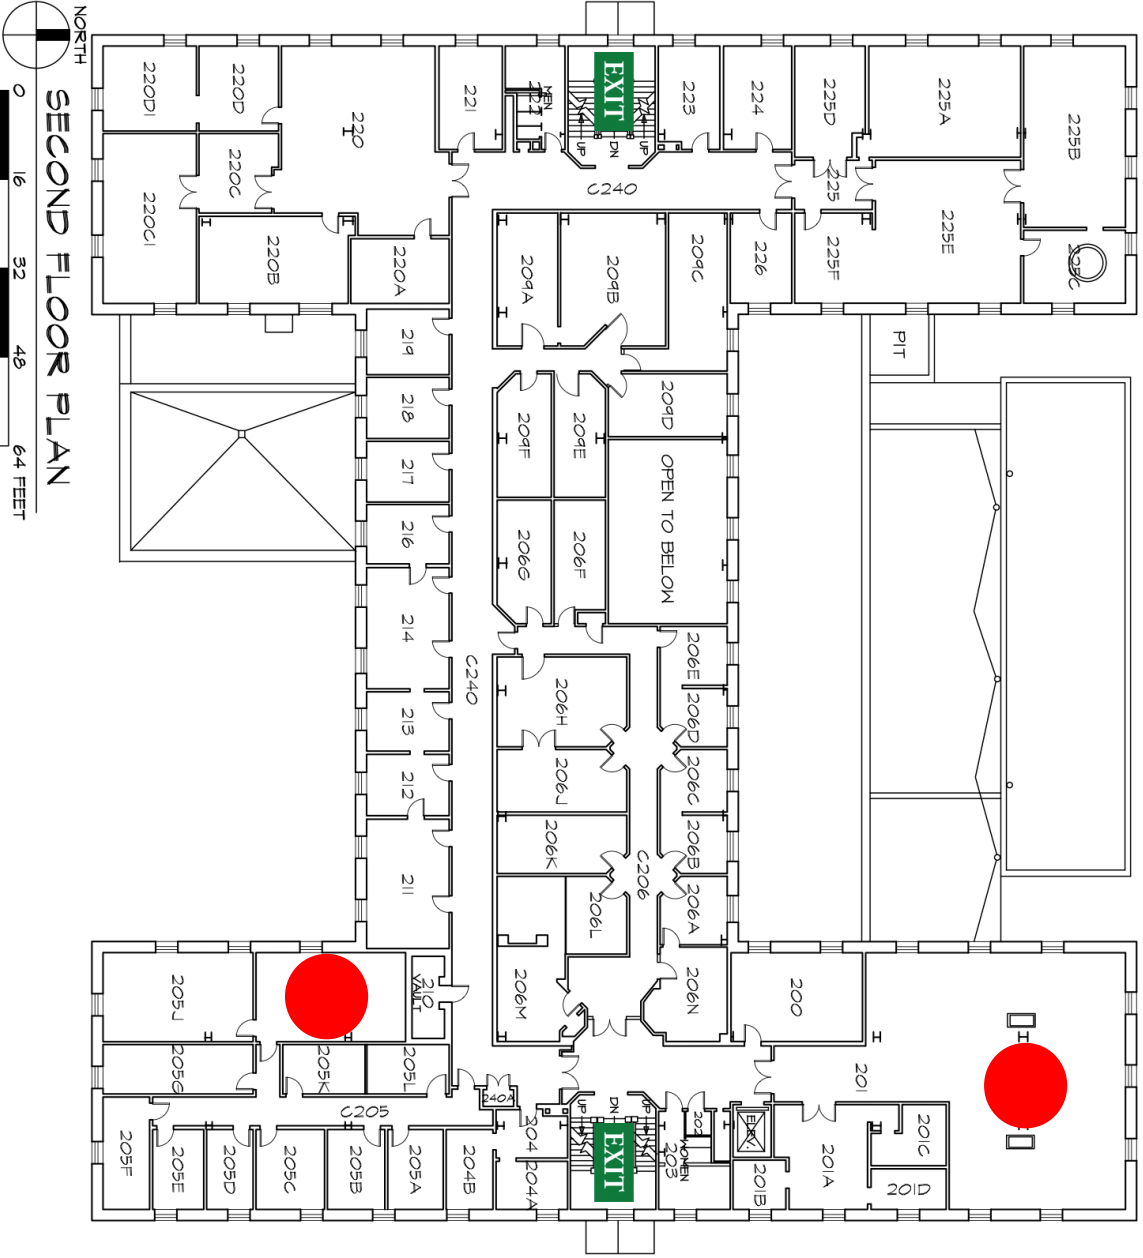 NORTH
0 16 32 48 64 FEET
SECOND FLOOR PLAN
220D1
220D
220
221
MEN
222
EXIT
UP
DN
UP
223
224
225D
225A
225B
220C1
220C
C240
225
225E
220B
220A
209A
209B
209C
226
225F
225C
219
PIT
218
209F
209E
209D
217
OPEN TO BELOW
216
206G
206F
214
C240
206E
206H
206D
213
206J
206C
212
206K
206B
211
C206
206L
206A
205J
210
VAULT
206M
206N
200
205G
205K
205L
240A
201
C205
204
UP
DN
UP
EXIT
202
WOMEN
203
ELEV.
201C
205F
205E
205D
205C
205B
205A
204B
204A
201B
201A
201D